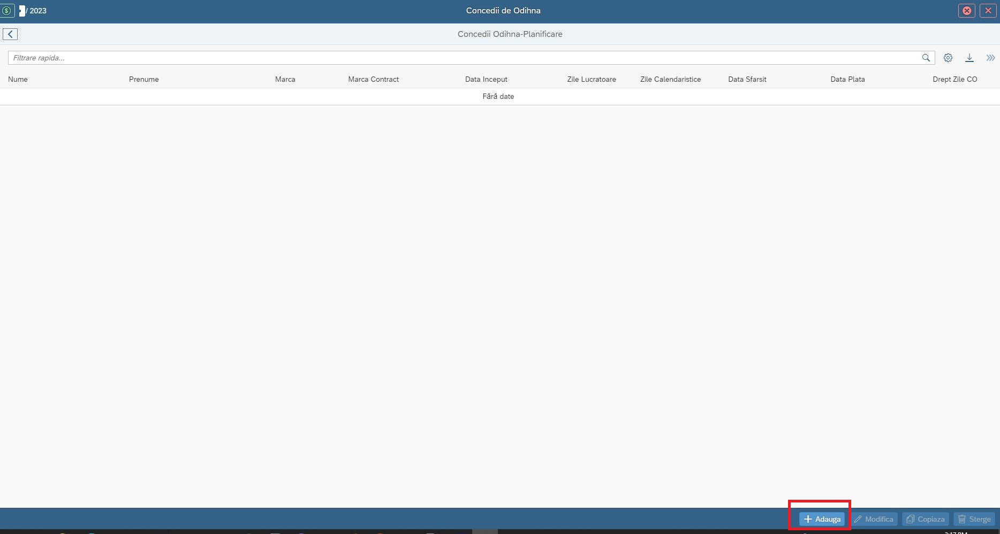 / 2023
Concedii de Odihna
Concedii Odihna-Planificare
Filtrare rapida...
Nume Prenume Marca Marca Contract Data Inceput Zile Lucratoare Zile Calendaristice Data Sfarsit Data Plata Drept Zile CO
Fără date
Adauga Modifica Copiaza Sterge